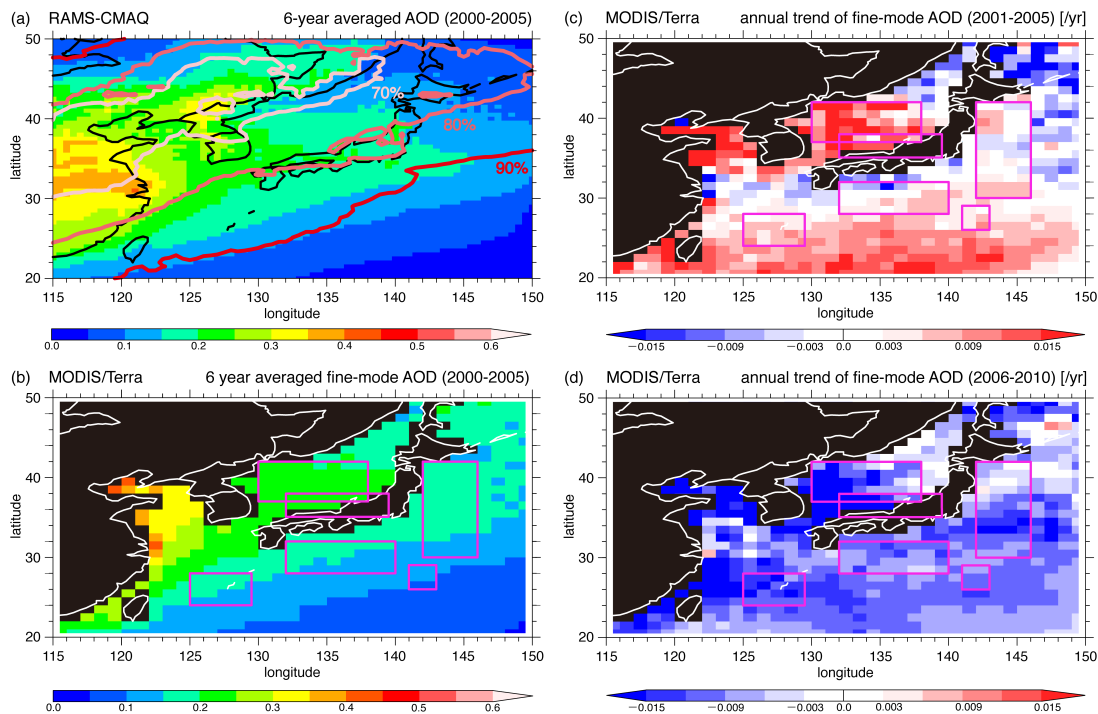 (a) RAMS-CMAQ 6-year averaged AOD (2000-2005)
50
40
30
20
latitude
70%
80%
90%
115 120 125 130 135 140 145 150
longitude
0.0 0.1 0.2 0.3 0.4 0.5 0.6
(c) MODIS/Terra annual trend of fine-mode AOD (2001-2005) [/yr]
50
40
30
20
latitude
115 120 125 130 135 140 145 150
longitude
−0.015 −0.009 −0.003 0.0 0.003 0.009 0.015
(b) MODIS/Terra 6 year averaged fine-mode AOD (2000-2005)
50
40
30
20
latitude
115 120 125 130 135 140 145 150
longitude
0.0 0.1 0.2 0.3 0.4 0.5 0.6
(d) MODIS/Terra annual trend of fine-mode AOD (2006-2010) [/yr]
50
40
30
20
latitude
115 120 125 130 135 140 145 150
longitude
−0.015 −0.009 −0.003 0.0 0.003 0.009 0.015